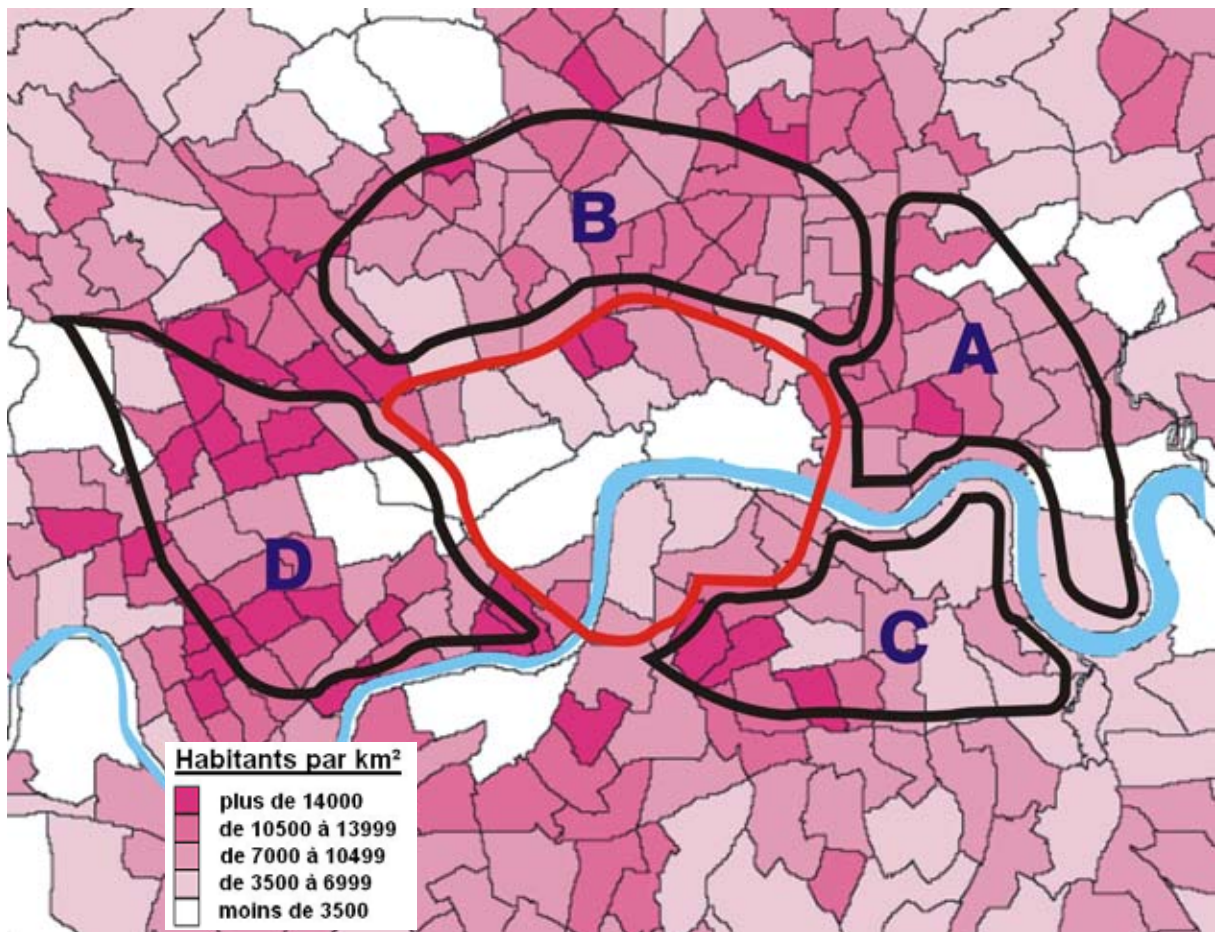 B
A
D
C
Habitants par km²
plus de 14000
de 10500 à 13999
de 7000 à 10499
de 3500 à 6999
moins de 3500